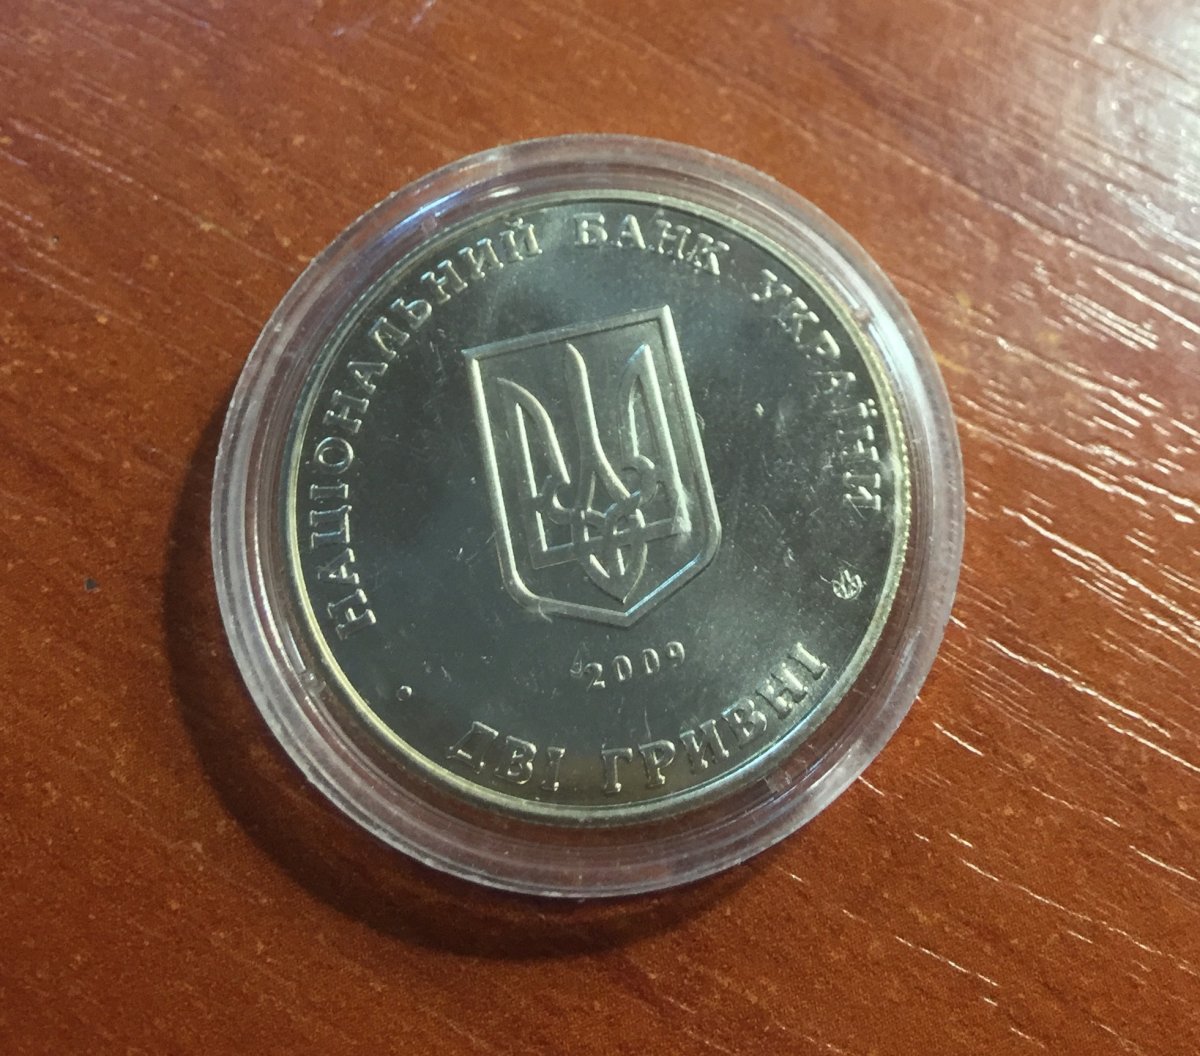 НАЦІОНАЛЬНИЙ БАНК УКРАЇНИ
2009
ДВІ ГРИВНІ